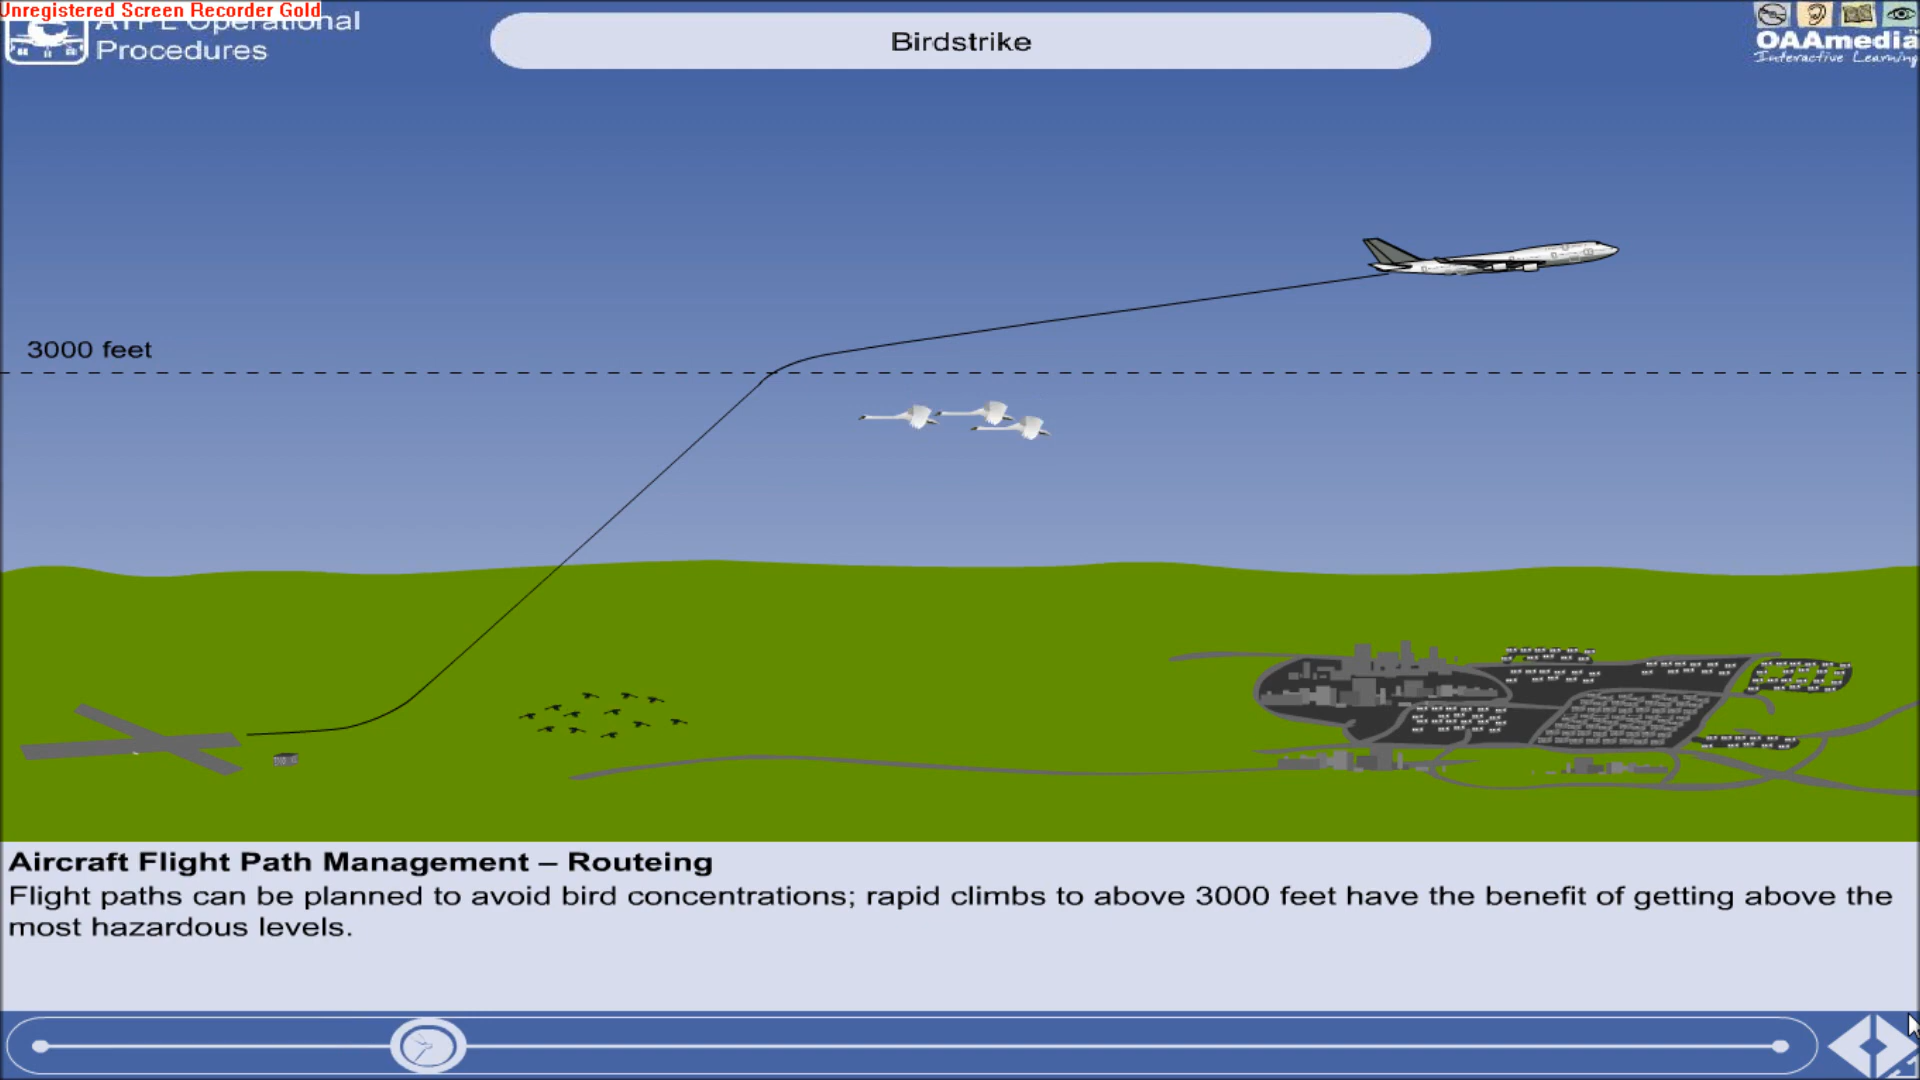 Unregistered Screen Recorder Gold
ATPL Operational
Procedures
Birdstrike
OAAmedia
Interactive Learning
3000 feet
Aircraft Flight Path Management – Routeing
Flight paths can be planned to avoid bird concentrations; rapid climbs to above 3000 feet have the benefit of getting above the
most hazardous levels.